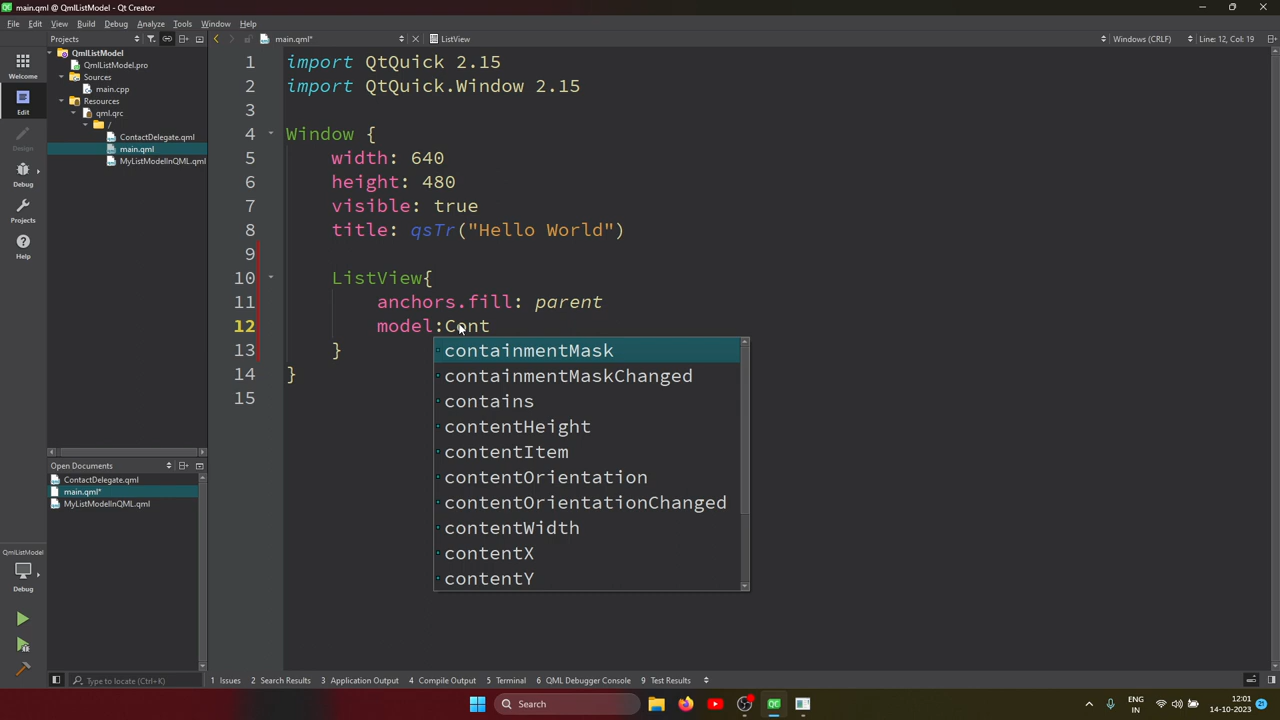 main.qml @ QmlListModel - Qt Creator
File Edit View Build Debug Analyze Tools Window Help
Projects
main.qml*
ListView
Windows (CRLF)
Line: 12, Col: 19
Welcome
Edit
Design
Debug
Projects
Help
QmlListModel
Debug
QmlListModel
QmlListModel.pro
Sources
main.cpp
Resources
qml.qrc
/
ContactDelegate.qml
main.qml
MyListModelInQML.qml
Open Documents
ContactDelegate.qml
main.qml*
MyListModelInQML.qml
1 import QtQuick 2.15
2 import QtQuick.Window 2.15
3
4 Window {
5 width: 640
6 height: 480
7 visible: true
8 title: qsTr("Hello World")
9
10 ListView{
11 anchors.fill: parent
12 model:Cont
13 }
14 }
15
containmentMask
containmentMaskChanged
contains
contentHeight
contentItem
contentOrientation
contentOrientationChanged
contentWidth
contentX
contentY
Type to locate (Ctrl+K)
1 Issues 2 Search Results 3 Application Output 4 Compile Output 5 Terminal 6 QML Debugger Console 9 Test Results
Search
ENG
IN
12:01
14-10-2023
21